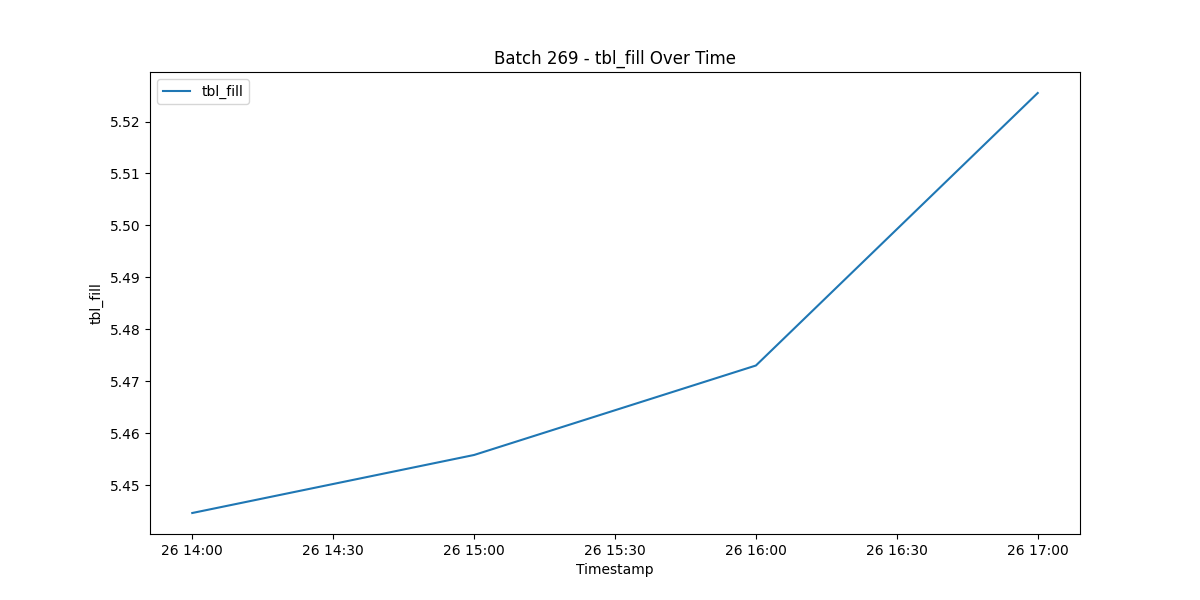 Batch 269 - tbl_fill Over Time
tbl_fill
5.52
5.51
5.50
5.49
5.48
5.47
5.46
5.45
tbl_fill
26 14:00 26 14:30 26 15:00 26 15:30 26 16:00 26 16:30 26 17:00
Timestamp